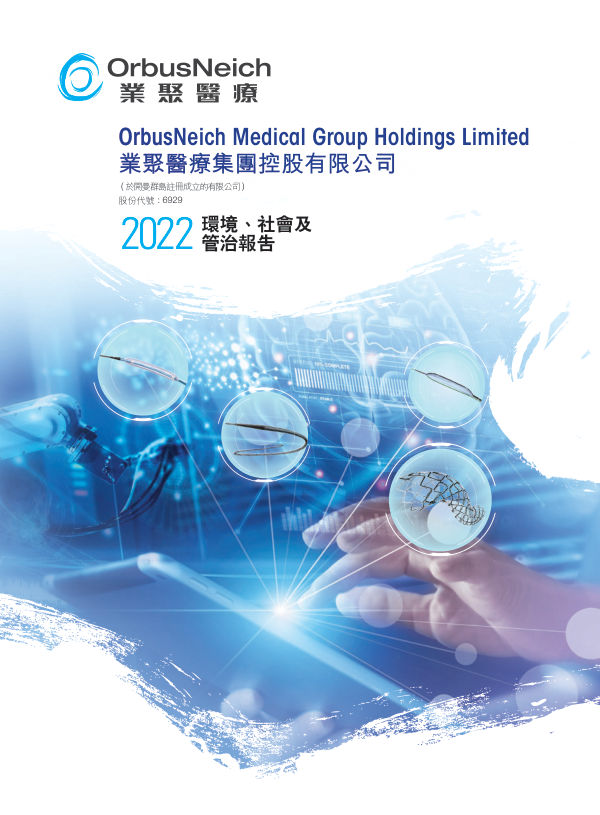 OrbusNeich
業聚醫療
OrbusNeich Medical Group Holdings Limited
業聚醫療集團控股有限公司
（於開曼群島註冊成立的有限公司）
股份代號：6929
2022 環境、社會及
管治報告
COMPLETE